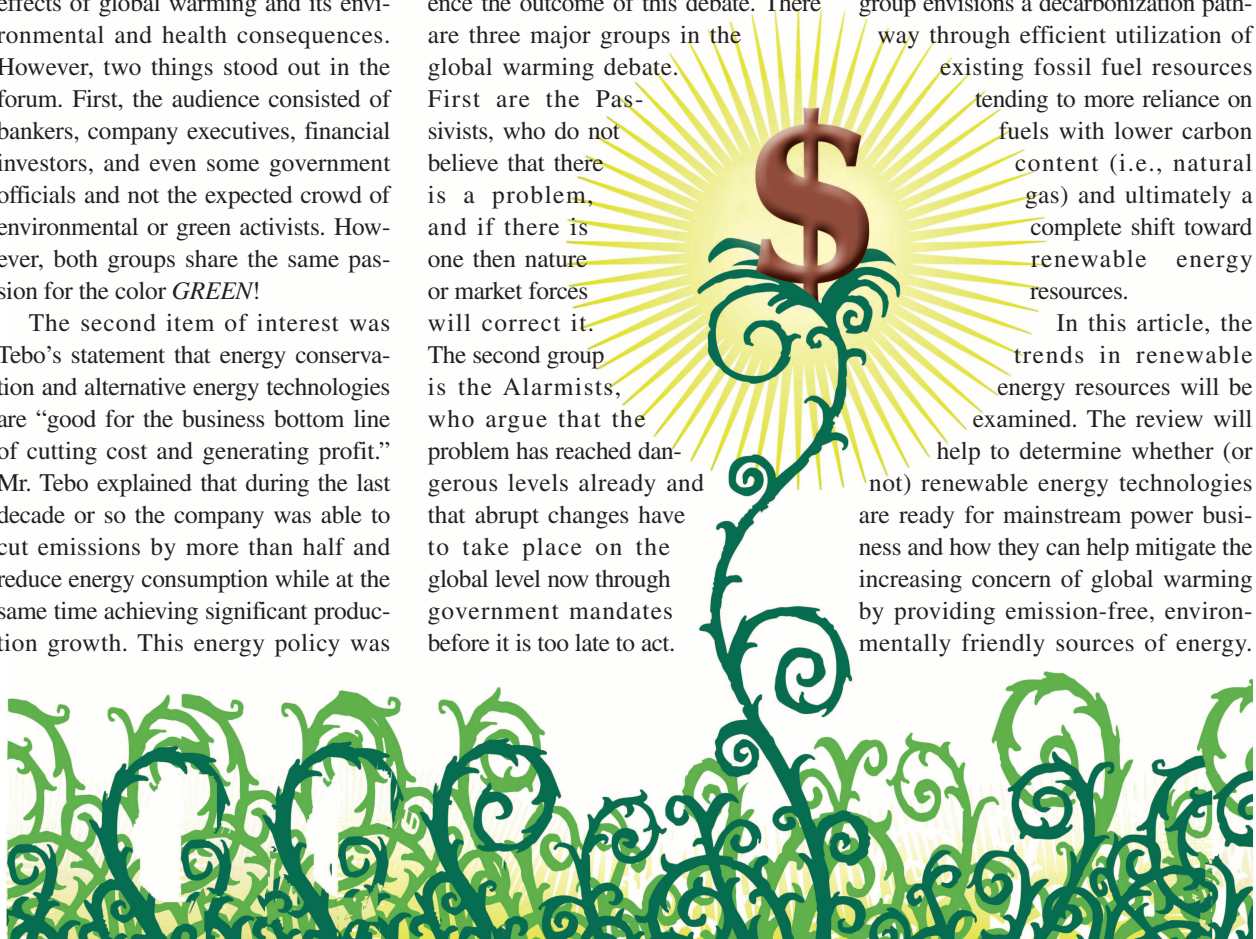 effects of global warming and its envi-
ronmental and health consequences.
However, two things stood out in the
forum. First, the audience consisted of
bankers, company executives, financial
investors, and even some government
officials and not the expected crowd of
environmental or green activists. How-
ever, both groups share the same pas-
sion for the color GREEN!
The second item of interest was
Tebo's statement that energy conserva-
tion and alternative energy technologies
are “good for the business bottom line
of cutting cost and generating profit.”
Mr. Tebo explained that during the last
decade or so the company was able to
cut emissions by more than half and
reduce energy consumption while at the
same time achieving significant produc-
tion growth. This energy policy was
ence the outcome of this debate. There
are three major groups in the
global warming debate.
First are the Pas-
sivists, who do not
believe that there
is a problem,
and if there is
one then nature
or market forces
will correct it.
The second group
is the Alarmists,
who argue that the
problem has reached dan-
gerous levels already and
that abrupt changes have
to take place on the
global level now through
government mandates
before it is too late to act.
group envisions a decarbonization path-
way through efficient utilization of
existing fossil fuel resources
tending to more reliance on
fuels with lower carbon
content (i.e., natural
gas) and ultimately a
complete shift toward
renewable energy
resources.
In this article, the
trends in renewable
energy resources will be
examined. The review will
help to determine whether (or
not) renewable energy technologies
are ready for mainstream power busi-
ness and how they can help mitigate the
increasing concern of global warming
by providing emission-free, environ-
mentally friendly sources of energy.
$